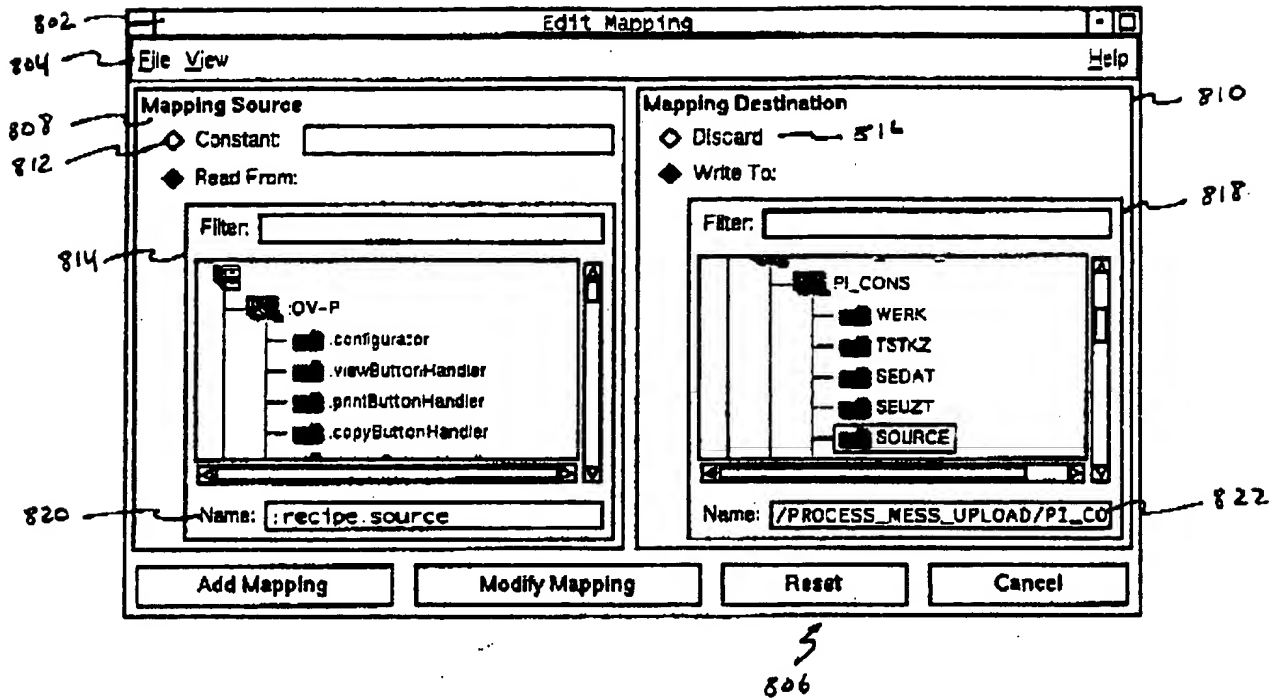 802 Edit Mapping
804 File View Help
Mapping Source
808
812 Constant:
Read From:
814 Filter:
:OV-P
.configurator
.viewButtonHandler
.printButtonHandler
.copyButtonHandler
820 Name: :recipe.source
Mapping Destination 810
Discard 816
Write To:
Filter: 818
PI_CONS
WERK
TSTKZ
SEDAT
SEUZT
SOURCE
Name: /PROCESS_MESS_UPLOAD/PI_CO 822
Add Mapping Modify Mapping Reset Cancel
806